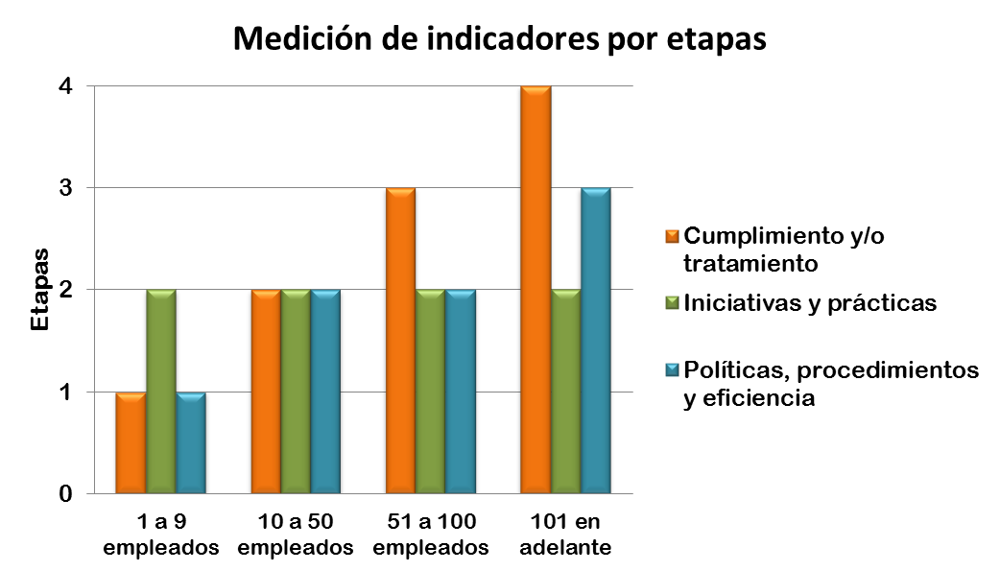 Medición de indicadores por etapas
4
3
2
1
0
Etapas
1 a 9
empleados
10 a 50
empleados
51 a 100
empleados
101 en
adelante
Cumplimiento y/o
tratamiento
Iniciativas y prácticas
Políticas, procedimientos
y eficiencia